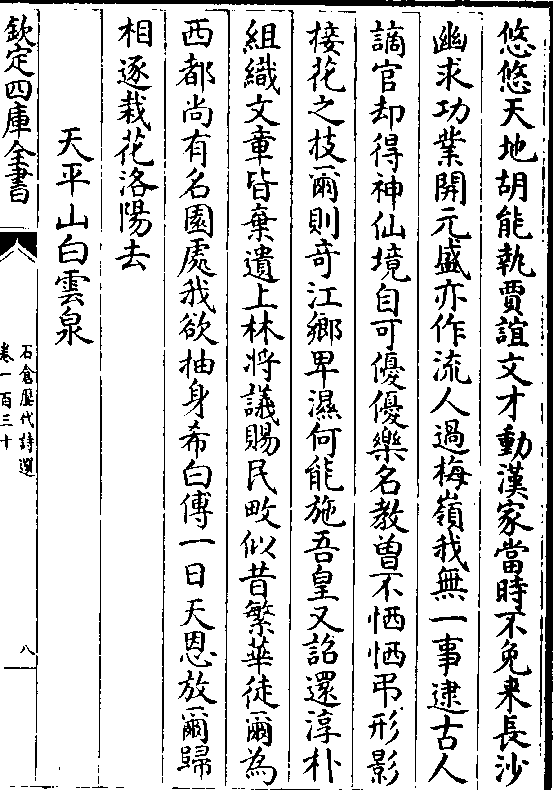 悠悠天地胡能執賈誼文才動漢家當時不免来長沙
幽求功業開元盛亦作流人過梅嶺我無一事逮古人
謫官却得神仙境自可優優樂名教曽不恓恓弔形影
接花之技爾則奇江鄉卑濕何能施吾皇又詔還淳朴
組織文章皆棄遺上林将議賜民畋似昔繁華徒爾為
西都尚有名園處我欲抽身希白傅一日天恩放爾歸
相逐栽花洛陽去
天平山白雲泉
欽定四庫全書
石倉歴代詩選
卷一百三十
八